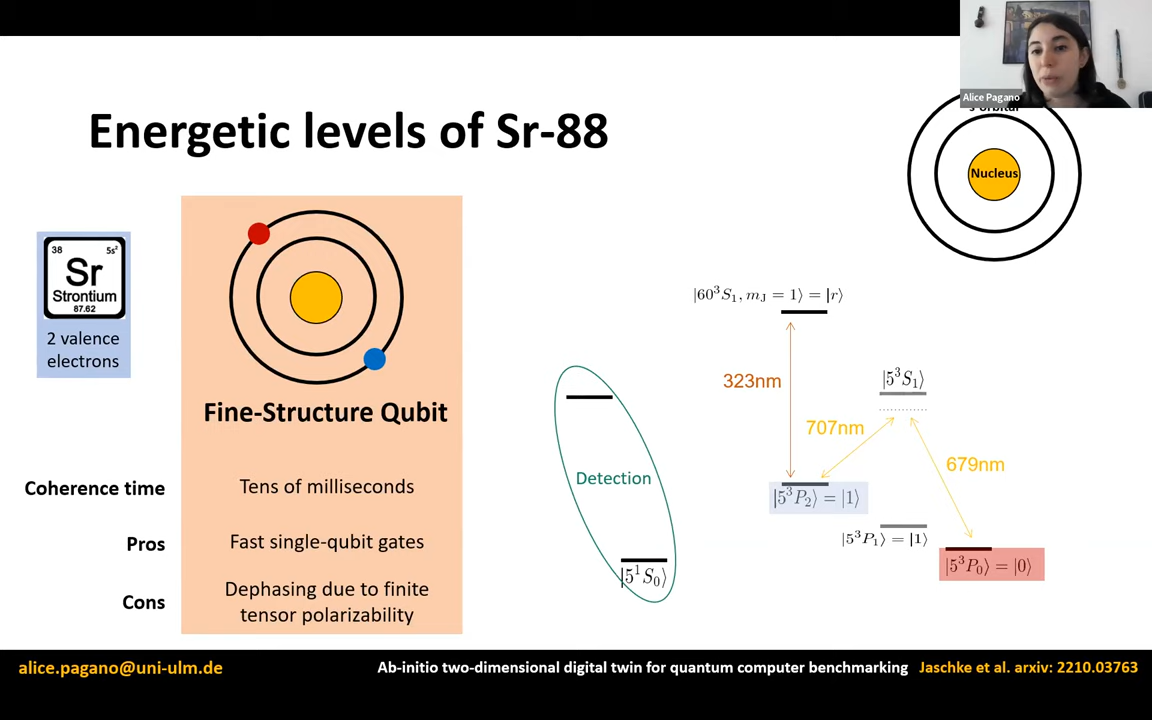 Alice Pagano
s-orbital
Nucleus
Energetic levels of Sr-88
38 5s²
Sr
Strontium
87.62
2 valence
electrons
Fine-Structure Qubit
Coherence time Tens of milliseconds
Pros Fast single-qubit gates
Cons Dephasing due to finite
tensor polarizability
Detection
|5¹S₀⟩
|60³S₁, m_J = 1⟩ = |r⟩
323nm
|5³S₁⟩
707nm
679nm
|5³P₂⟩ = |1⟩
|5³P₁⟩ = |1⟩
|5³P₀⟩ = |0⟩
alice.pagano@uni-ulm.de
Ab-initio two-dimensional digital twin for quantum computer benchmarking Jaschke et al. arxiv: 2210.03763